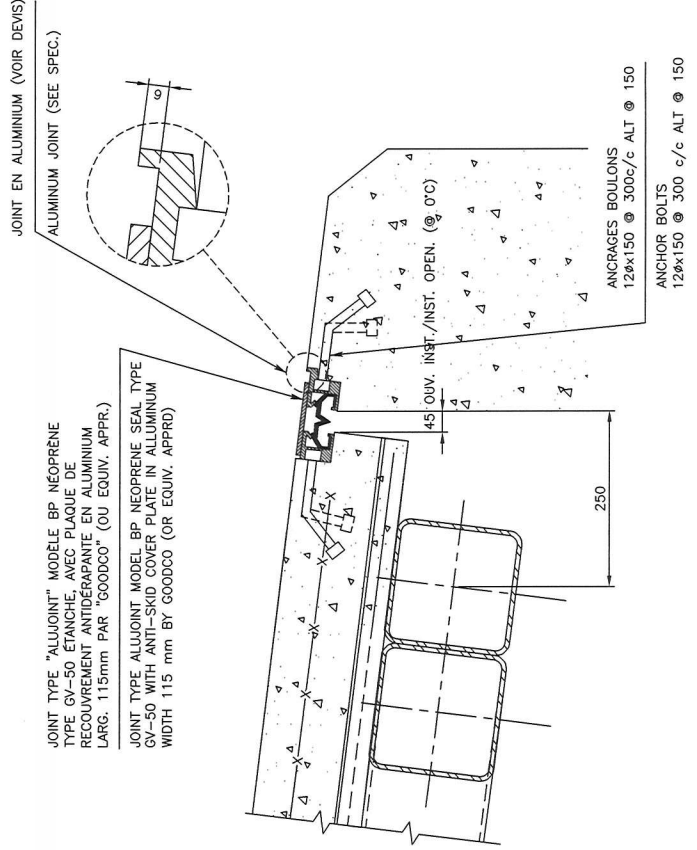 JOINT EN ALUMINIUM (VOIR DEVIS)
ALUMINUM JOINT (SEE SPEC.)
9
JOINT TYPE "ALUJOINT" MODÈLE BP NÉOPRÈNE
TYPE GV-50 ÉTANCHE, AVEC PLAQUE DE
RECOUVREMENT ANTIDÉRAPANTE EN ALUMINIUM
LARG. 115mm PAR "GOODCO" (OU EQUIV. APPR.)
JOINT TYPE ALUJOINT MODEL BP NEOPRENE SEAL TYPE
GV-50 WITH ANTI-SKID COVER PLATE IN ALLUMINUM
WIDTH 115 mm BY GOODCO (OR EQUIV. APPRD)
45 OUV. INST./INST. OPEN. (@ 0°C)
250
ANCRAGES BOULONS
12øx150 @ 300c/c ALT @ 150
ANCHOR BOLTS
12øx150 @ 300 c/c ALT @ 150